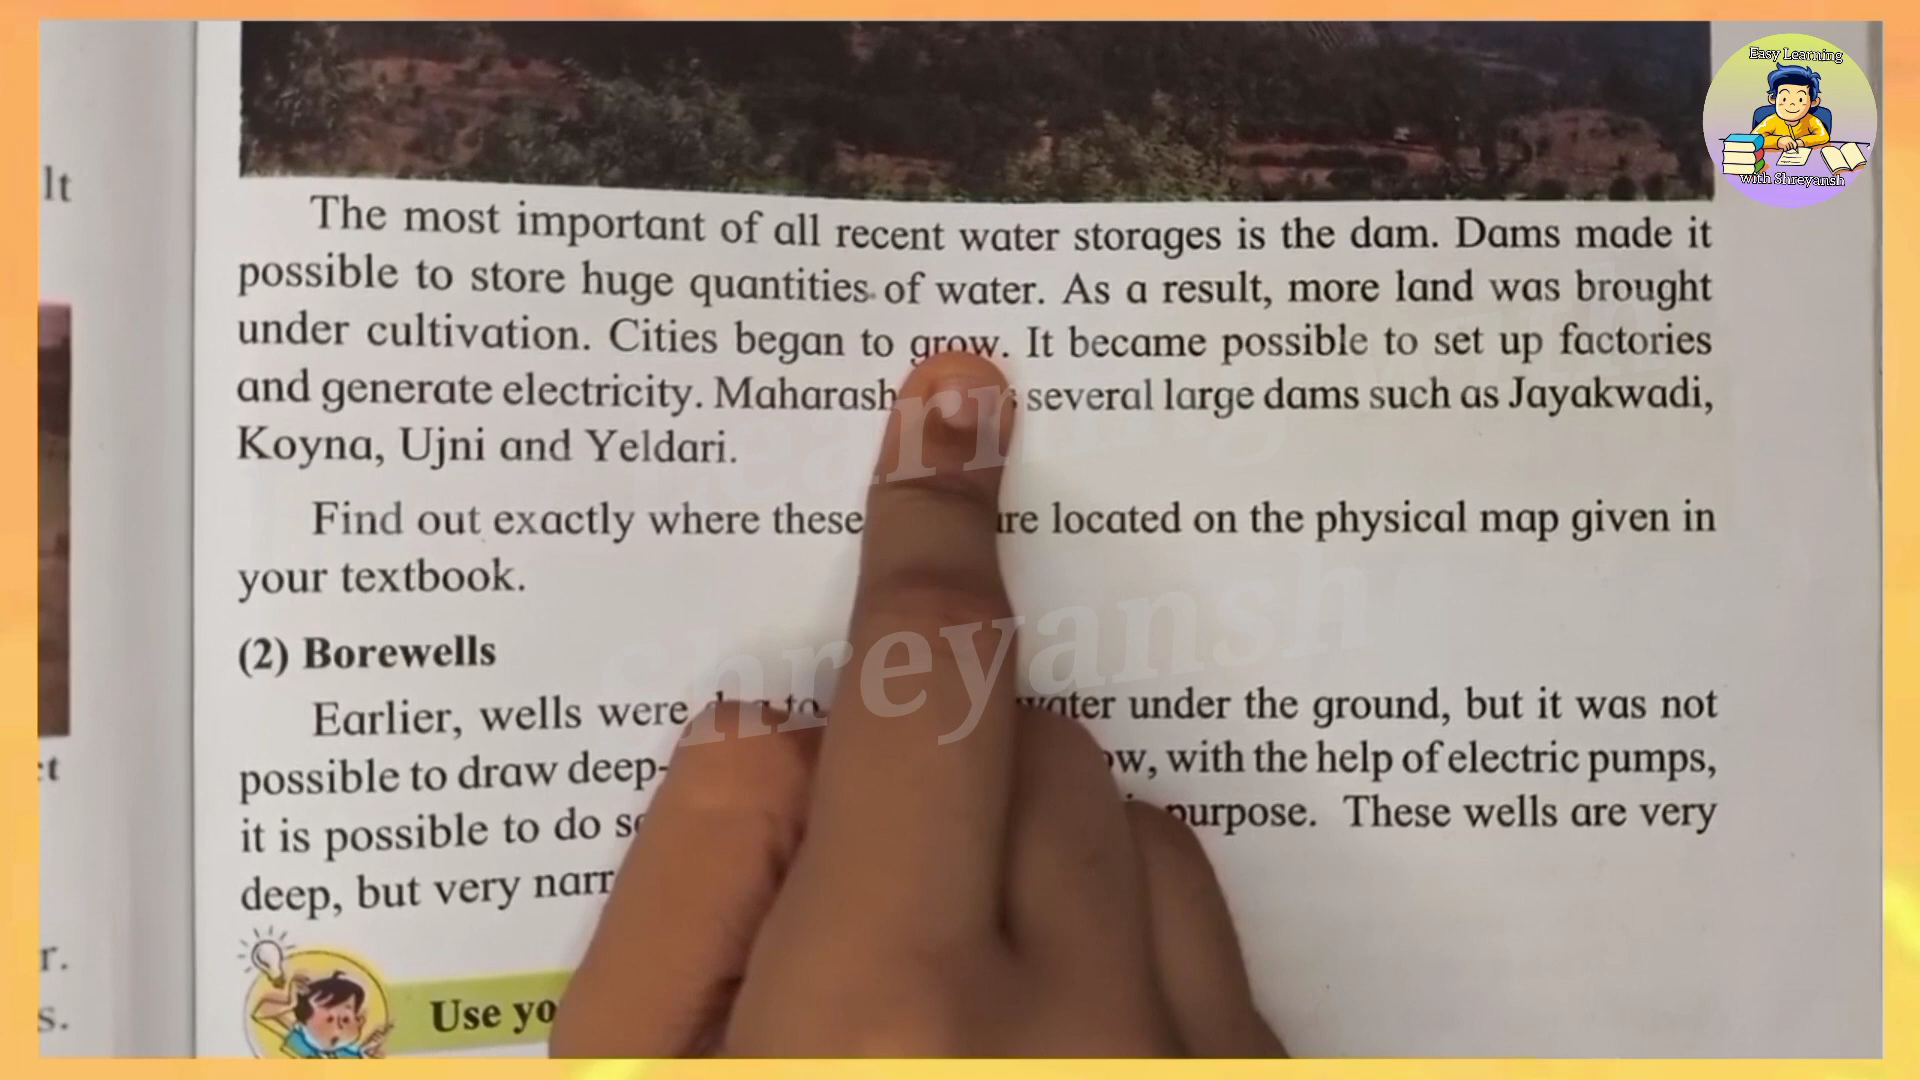 Easy Learning
with Shreyansh
lt
The most important of all recent water storages is the dam. Dams made it
possible to store huge quantities of water. As a result, more land was brought
under cultivation. Cities began to grow. It became possible to set up factories
and generate electricity. several large dams such as Jayakwadi,
Koyna, Ujni and Yeldari.
Find out exactly where these located on the physical map given in
your textbook.
(2) Borewells
Earlier, wells were water under the ground, but it was not
possible to draw with the help of electric pumps,
it is possible to do purpose. These wells are very
deep, but very
Use
Learning with
Shreyansh
r.
s.